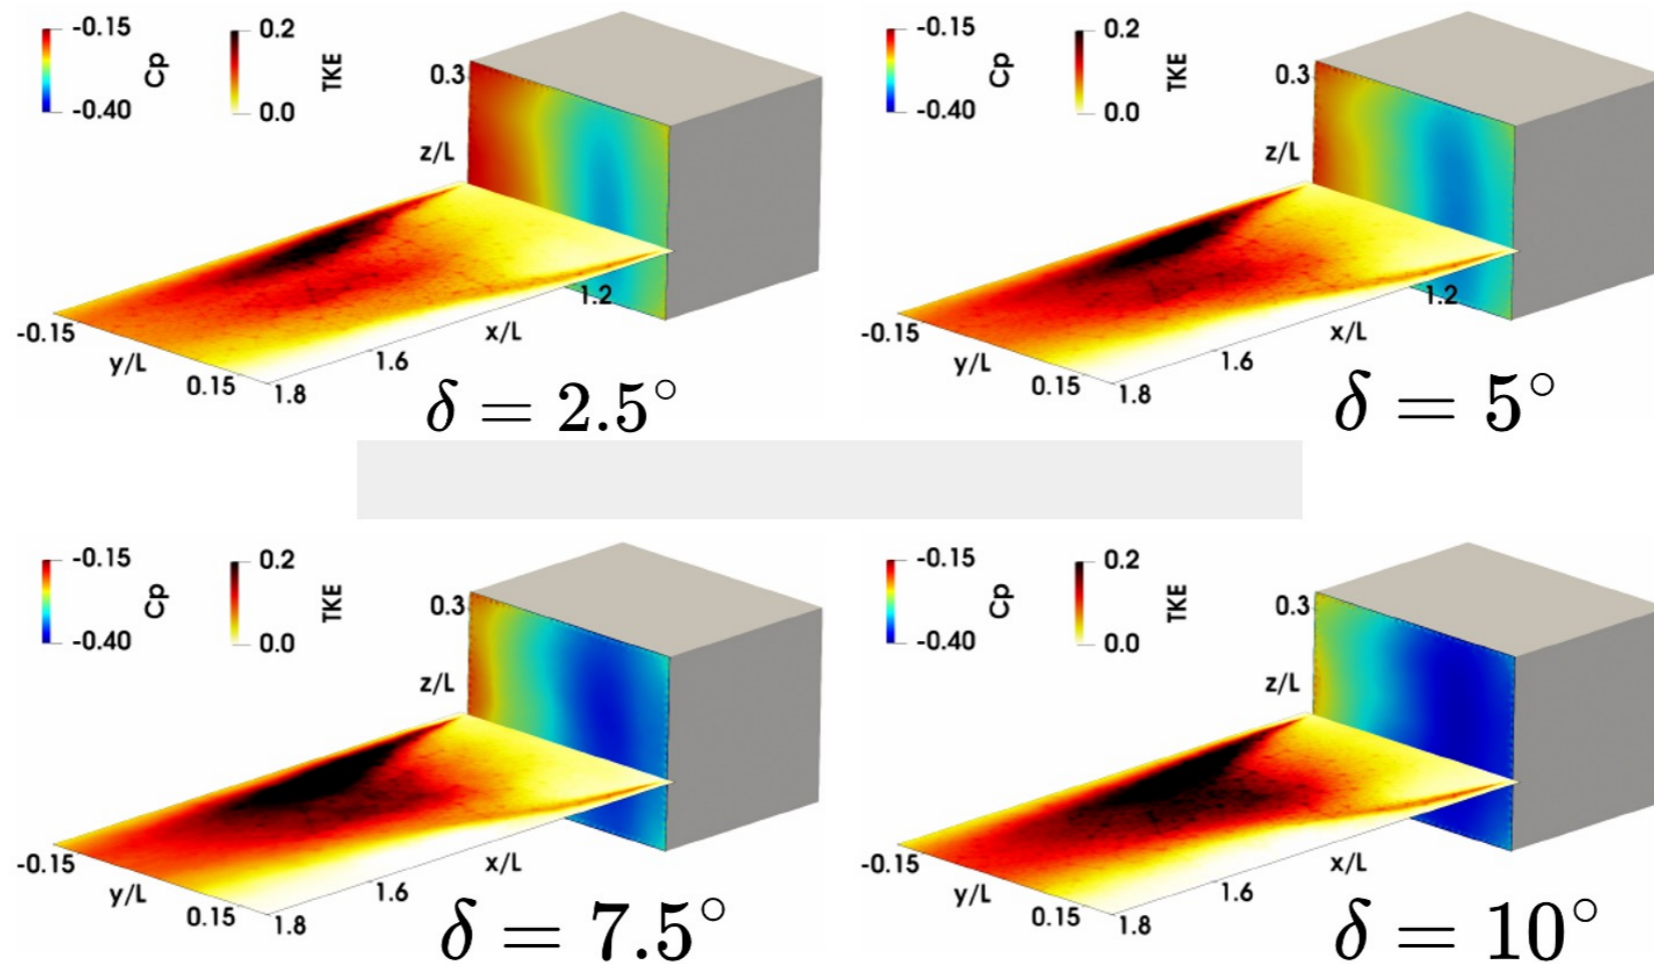 -0.15
-0.40
Cp
0.2
0.0
TKE
0.3
z/L
1.2
x/L
1.6
1.8
-0.15
y/L
0.15
δ = 2.5°
-0.15
-0.40
Cp
0.2
0.0
TKE
0.3
z/L
1.2
x/L
1.6
1.8
-0.15
y/L
0.15
δ = 5°
-0.15
-0.40
Cp
0.2
0.0
TKE
0.3
z/L
x/L
1.6
1.8
-0.15
y/L
0.15
δ = 7.5°
-0.15
-0.40
Cp
0.2
0.0
TKE
0.3
z/L
x/L
1.6
1.8
-0.15
y/L
0.15
δ = 10°